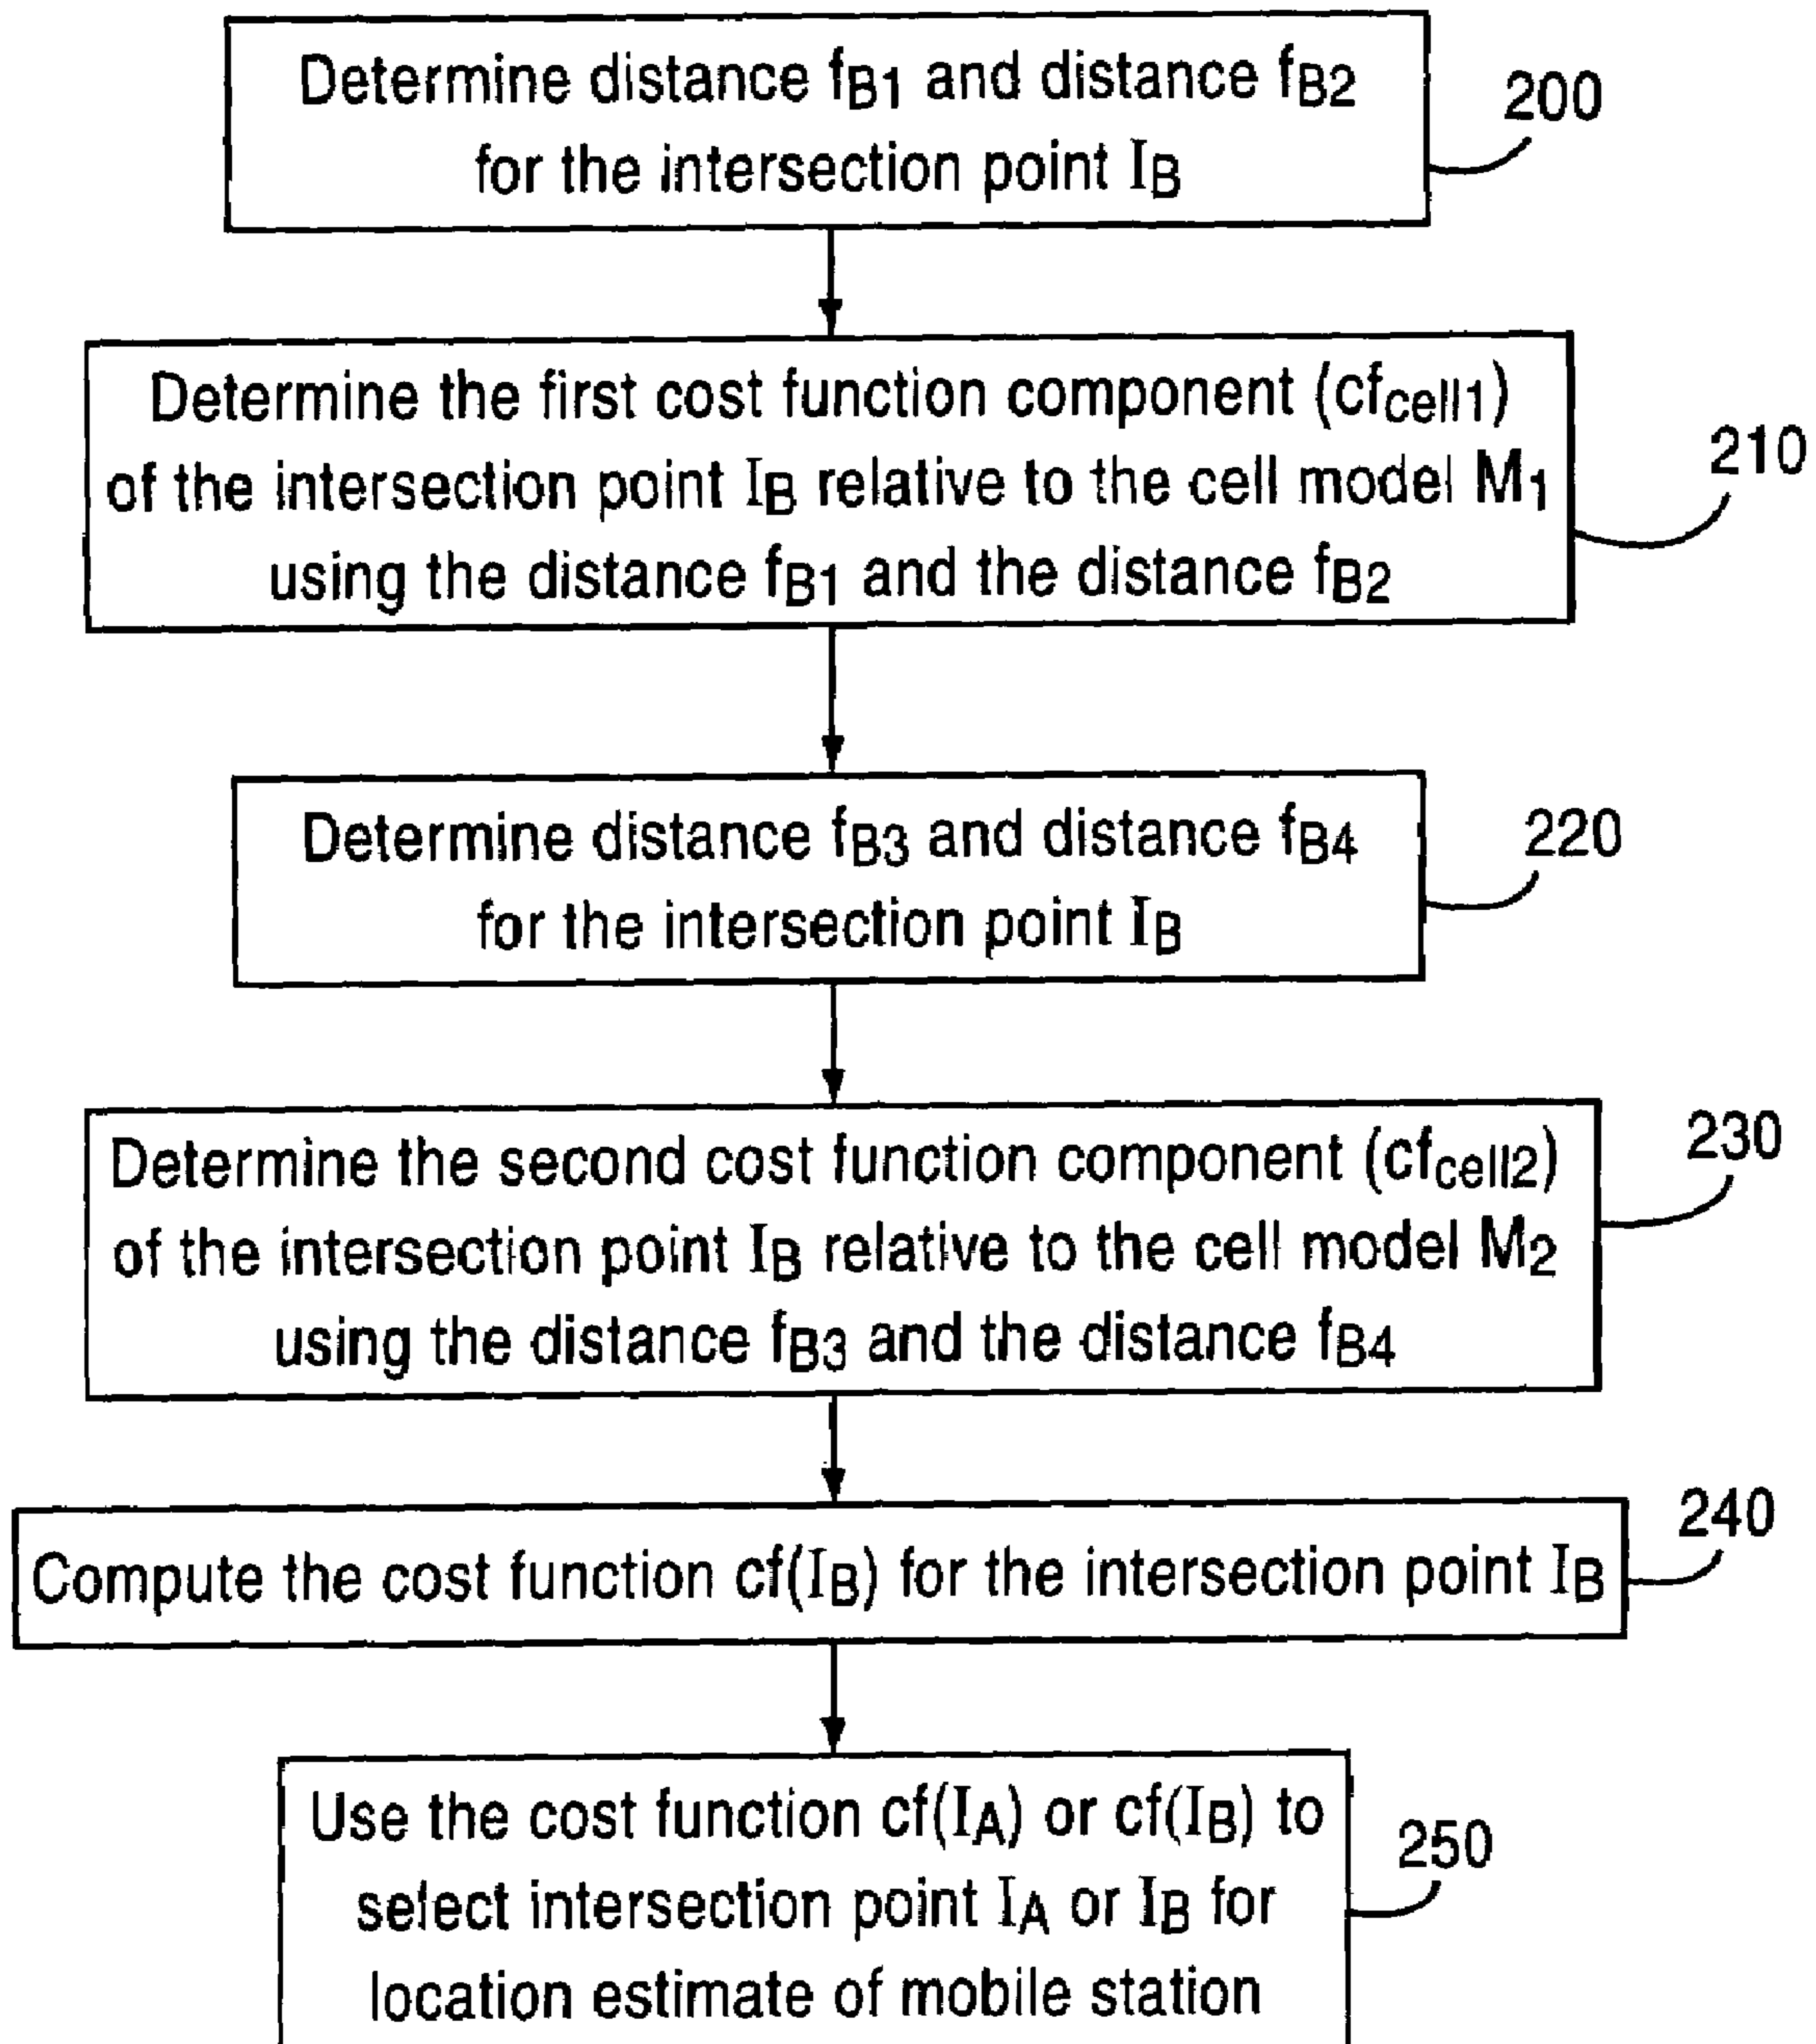 Determine distance fB1 and distance fB2
for the intersection point IB
200
Determine the first cost function component (cfcell1)
of the intersection point IB relative to the cell model M1
using the distance fB1 and the distance fB2
210
Determine distance fB3 and distance fB4
for the intersection point IB
220
Determine the second cost function component (cfcell2)
of the intersection point IB relative to the cell model M2
using the distance fB3 and the distance fB4
230
Compute the cost function cf(IB) for the intersection point IB
240
Use the cost function cf(IA) or cf(IB) to
select intersection point IA or IB for
location estimate of mobile station
250